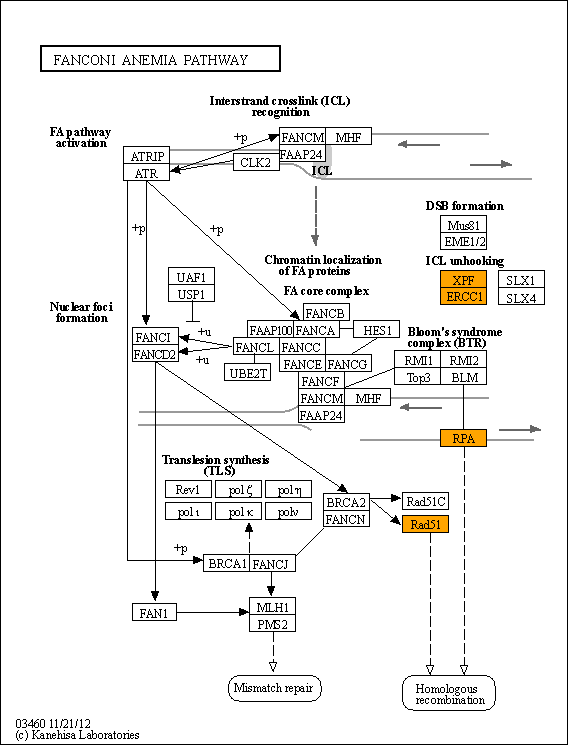 FANCONI ANEMIA PATHWAY
Interstrand crosslink (ICL)
recognition
FA pathway
activation
+p
FANCM
MHF
ATRIP
CLK2
FAAP24
ATR
ICL
DSB formation
Mus81
EME1/2
+p
+p
Chromatin localization
of FA proteins
ICL unhooking
UAF1
USP1
XPF
SLX1
ERCC1
SLX4
FA core complex
Nuclear foci
formation
FANCB
+u
FAAP100
FANCA
HES1
Bloom's syndrome
complex (BTR)
FANCI
FANCD2
FANCL
FANCC
+u
RMI1
RMI2
UBE2T
FANCE
FANCG
Top3
BLM
FANCF
FANCM
MHF
FAAP24
RPA
Translesion synthesis
(TLS)
Rev1
pol ζ
pol η
pol ι
pol κ
polν
BRCA2
FANCN
Rad51C
Rad51
+p
BRCA1
FANCJ
FAN1
MLH1
PMS2
Mismatch repair
Homologous
recombination
03460 11/21/12
(c) Kanehisa Laboratories